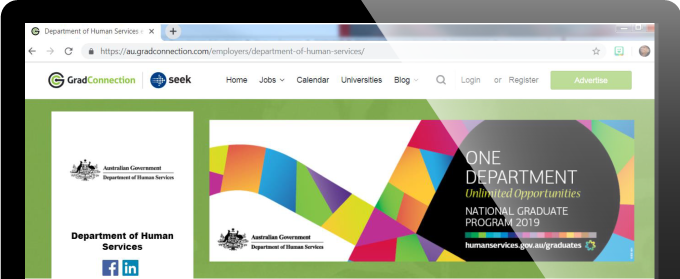 Department of Human Services
https://au.gradconnection.com/employers/department-of-human-services/
GradConnection
seek
Home
Jobs
Calendar
Universities
Blog
Login
or
Register
Advertise
Australian Government
Department of Human Services
Department of Human
Services
Australian Government
Department of Human Services
ONE
DEPARTMENT
Unlimited Opportunities
NATIONAL GRADUATE
PROGRAM 2019
humanservices.gov.au/graduates